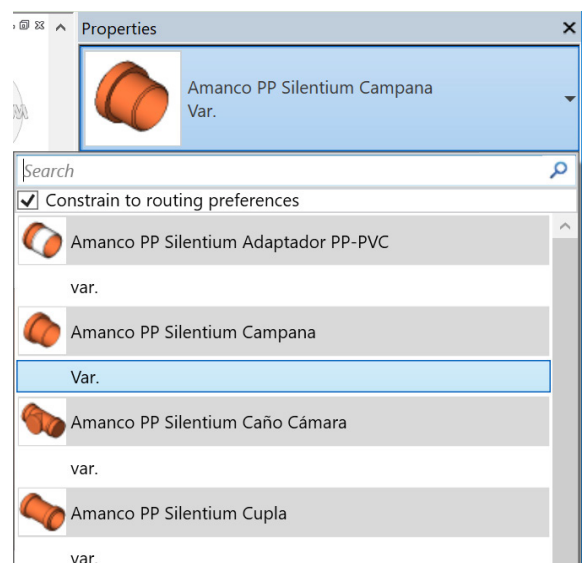 Properties
Amanco PP Silentium Campana
Var.
Search
Constrain to routing preferences
Amanco PP Silentium Adaptador PP-PVC
var.
Amanco PP Silentium Campana
Var.
Amanco PP Silentium Caño Cámara
var.
Amanco PP Silentium Cupla
var.